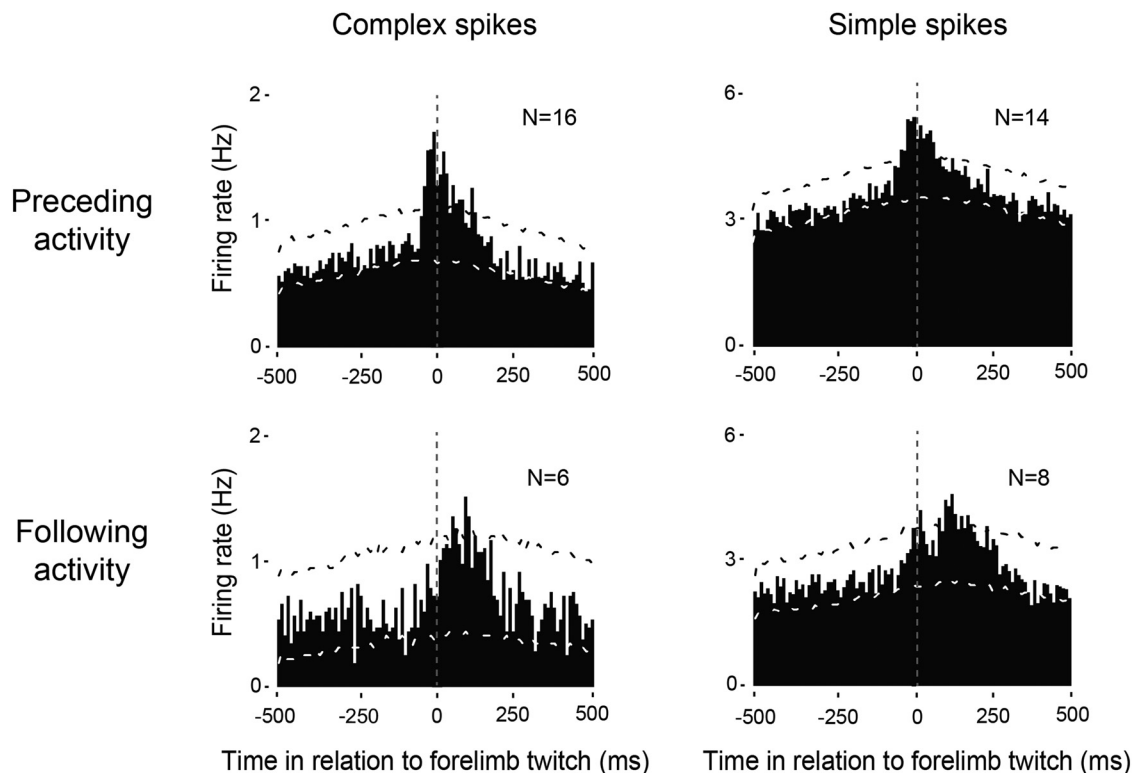 Complex spikes
Simple spikes
Preceding
activity
Firing rate (Hz)
2
1
0
N=16
-500
-250
0
250
500
6
3
0
N=14
-500
-250
0
250
500
Following
activity
Firing rate (Hz)
2
1
0
N=6
-500
-250
0
250
500
6
3
0
N=8
-500
-250
0
250
500
Time in relation to forelimb twitch (ms)
Time in relation to forelimb twitch (ms)